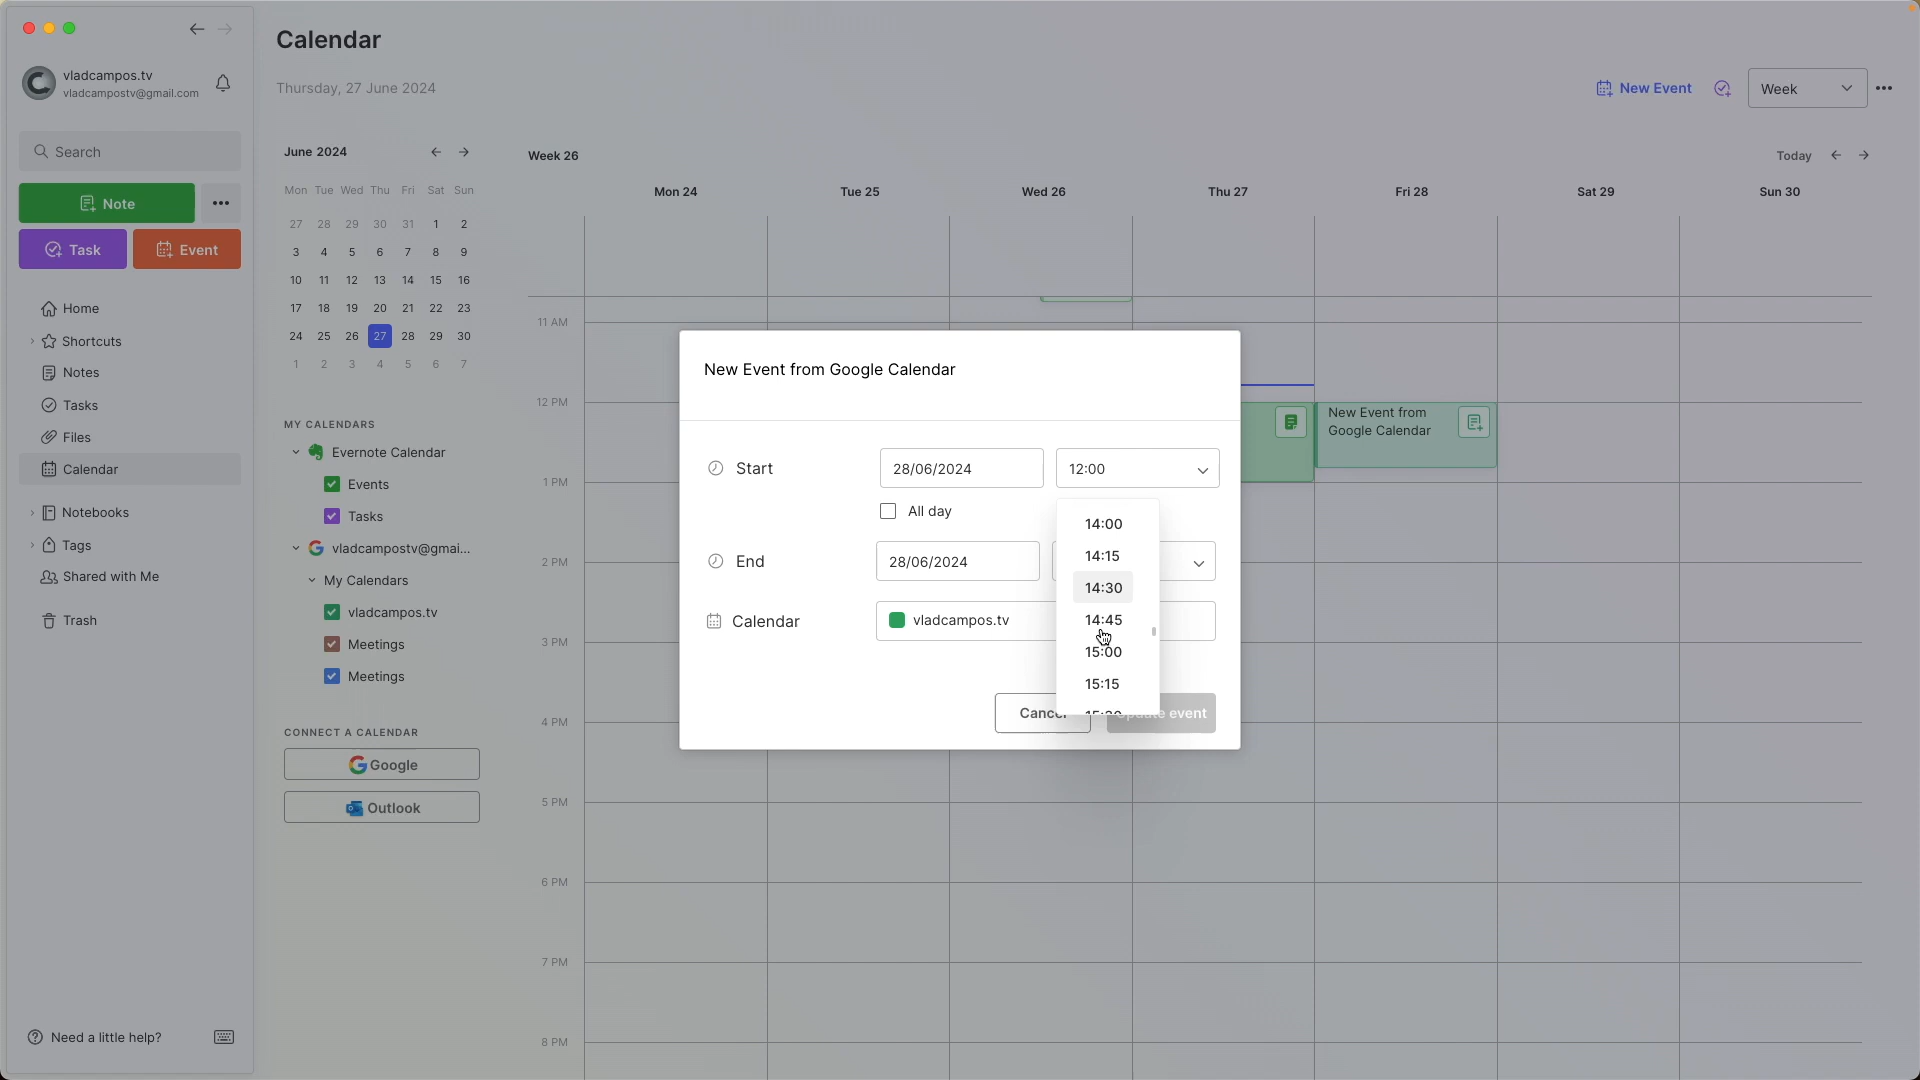 Calendar
vladcampos.tv
vladcampostv@gmail.com
Thursday, 27 June 2024
New Event
Week
Search
Note
Task
Event
Home
Shortcuts
Notes
Tasks
Files
Calendar
Notebooks
Tags
Shared with Me
Trash
Need a little help?
June 2024
Mon Tue Wed Thu Fri Sat Sun
27 28 29 30 31 1 2
3 4 5 6 7 8 9
10 11 12 13 14 15 16
17 18 19 20 21 22 23
24 25 26 27 28 29 30
1 2 3 4 5 6 7
MY CALENDARS
Evernote Calendar
Events
Tasks
vladcampostv@gmai...
My Calendars
vladcampos.tv
Meetings
Meetings
CONNECT A CALENDAR
Google
Outlook
Week 26
Today
Mon 24 Tue 25 Wed 26 Thu 27 Fri 28 Sat 29 Sun 30
11 AM
12 PM
1 PM
2 PM
3 PM
4 PM
5 PM
6 PM
7 PM
8 PM
New Event from
Google Calendar
New Event from Google Calendar
Start
28/06/2024
12:00
All day
End
28/06/2024
Calendar
vladcampos.tv
14:00
14:15
14:30
14:45
15:00
15:15
Cancel
event